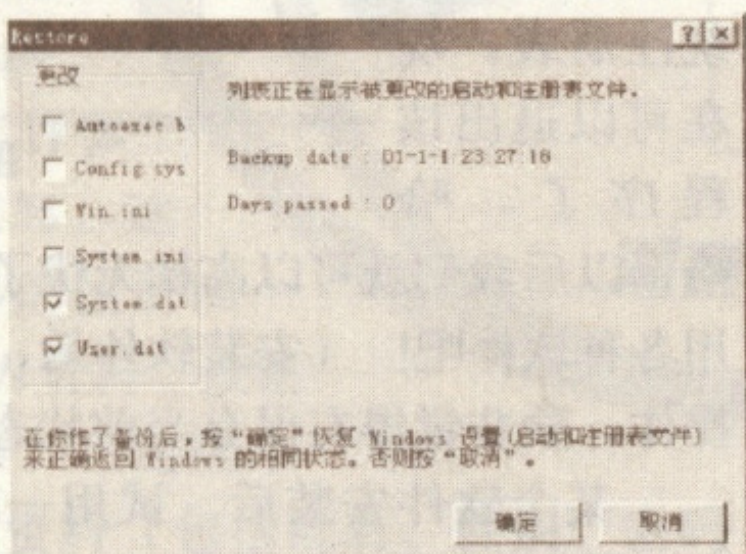 Restore
更改
列表正在显示被更改的启动和注册表文件。
Autoexec b
Backup date : 01-1-1 23:27:18
Config.sys
Days passed : 0
Win.ini
System.ini
System.dat
User.dat
在你作了备份后，按“确定”恢复 Windows 设置(启动和注册表文件)
来正确返回 Windows 的相同状态。否则按“取消”。
确定
取消